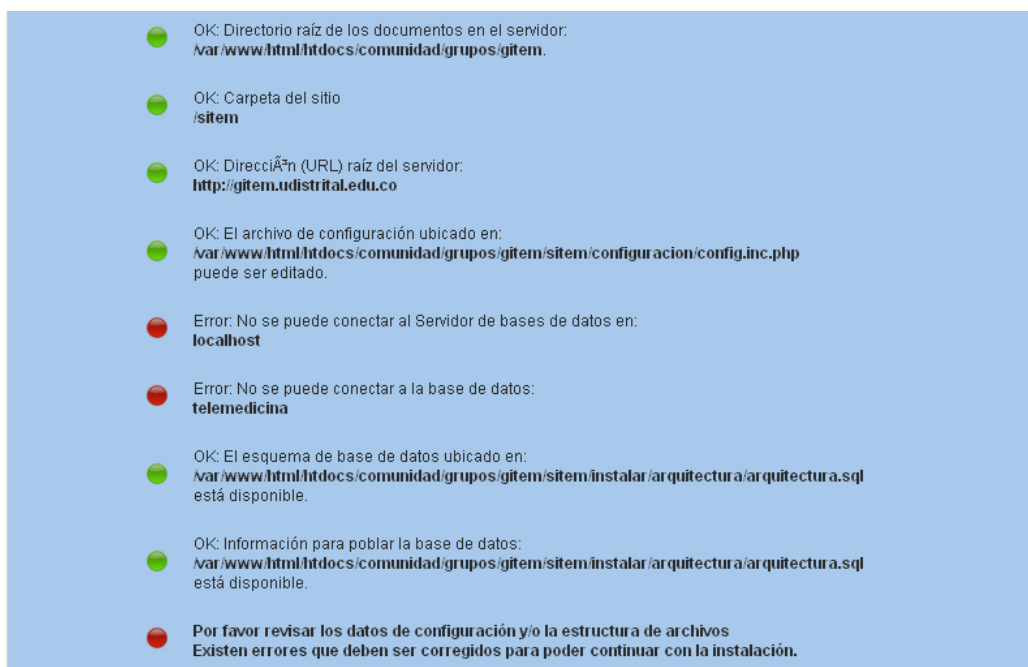 OK: Directorio raíz de los documentos en el servidor:
/var/www/html/htdocs/comunidad/grupos/gitem.
OK: Carpeta del sitio
/sitem
OK: DirecciÃ³n (URL) raíz del servidor:
http://gitem.udistrital.edu.co
OK: El archivo de configuración ubicado en:
/var/www/html/htdocs/comunidad/grupos/gitem/sitem/configuracion/config.inc.php
puede ser editado.
Error: No se puede conectar al Servidor de bases de datos en:
localhost
Error: No se puede conectar a la base de datos:
telemedicina
OK: El esquema de base de datos ubicado en:
/var/www/html/htdocs/comunidad/grupos/gitem/sitem/instalar/arquitectura/arquitectura.sql
está disponible.
OK: Información para poblar la base de datos:
/var/www/html/htdocs/comunidad/grupos/gitem/sitem/instalar/arquitectura/arquitectura.sql
está disponible.
Por favor revisar los datos de configuración y/o la estructura de archivos
Existen errores que deben ser corregidos para poder continuar con la instalación.